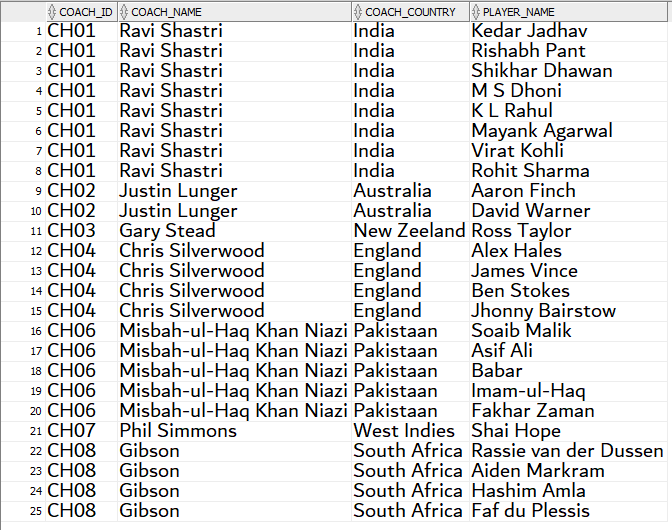 COACH_ID COACH_NAME COACH_COUNTRY PLAYER_NAME
1 CH01 Ravi Shastri India Kedar Jadhav
2 CH01 Ravi Shastri India Rishabh Pant
3 CH01 Ravi Shastri India Shikhar Dhawan
4 CH01 Ravi Shastri India M S Dhoni
5 CH01 Ravi Shastri India K L Rahul
6 CH01 Ravi Shastri India Mayank Agarwal
7 CH01 Ravi Shastri India Virat Kohli
8 CH01 Ravi Shastri India Rohit Sharma
9 CH02 Justin Lunger Australia Aaron Finch
10 CH02 Justin Lunger Australia David Warner
11 CH03 Gary Stead New Zeeland Ross Taylor
12 CH04 Chris Silverwood England Alex Hales
13 CH04 Chris Silverwood England James Vince
14 CH04 Chris Silverwood England Ben Stokes
15 CH04 Chris Silverwood England Jhonny Bairstow
16 CH06 Misbah-ul-Haq Khan Niazi Pakistaan Soaib Malik
17 CH06 Misbah-ul-Haq Khan Niazi Pakistaan Asif Ali
18 CH06 Misbah-ul-Haq Khan Niazi Pakistaan Babar
19 CH06 Misbah-ul-Haq Khan Niazi Pakistaan Imam-ul-Haq
20 CH06 Misbah-ul-Haq Khan Niazi Pakistaan Fakhar Zaman
21 CH07 Phil Simmons West Indies Shai Hope
22 CH08 Gibson South Africa Rassie van der Dussen
23 CH08 Gibson South Africa Aiden Markram
24 CH08 Gibson South Africa Hashim Amla
25 CH08 Gibson South Africa Faf du Plessis